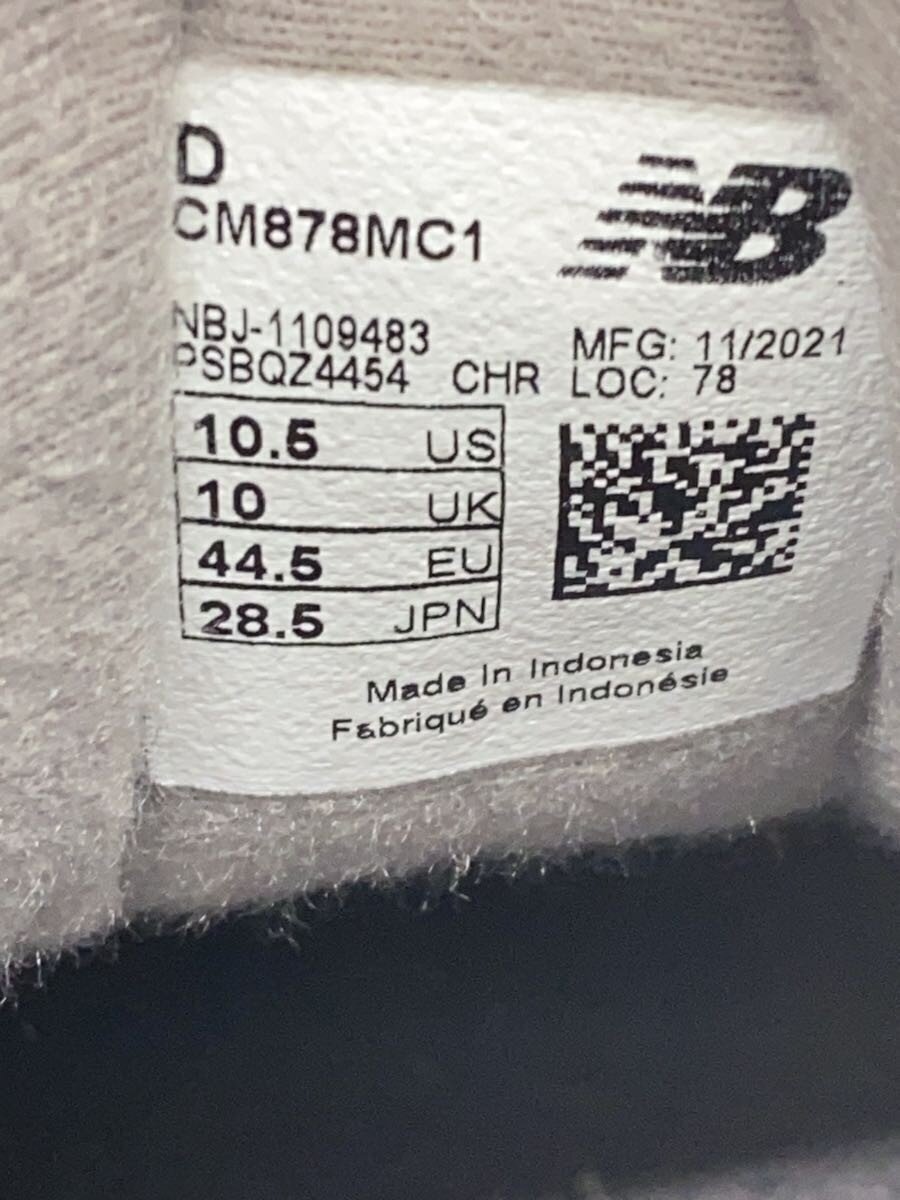 D
CM878MC1
NB
NBJ-1109483
PSBQZ4454 CHR
MFG: 11/2021
LOC: 78
10.5 US
10 UK
44.5 EU
28.5 JPN
Made In Indonesia
Fabriqué en Indonésie